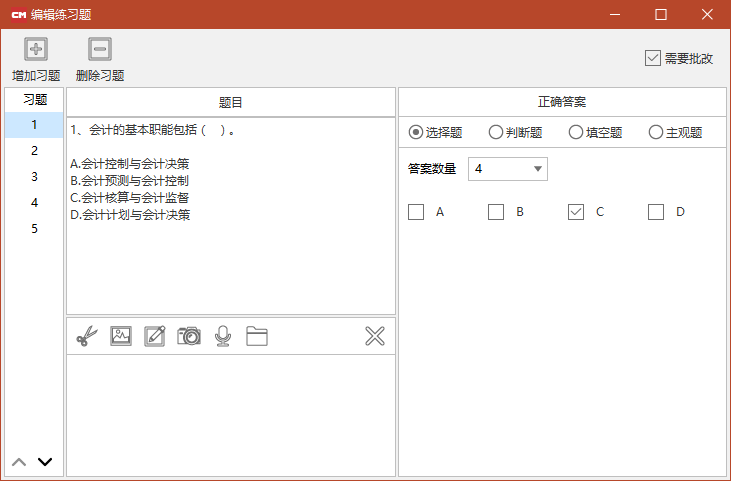 CM 编辑练习题
增加习题 删除习题 需要批改
习题 题目 正确答案
1
2
3
4
5
1、会计的基本职能包括（ ）。
A.会计控制与会计决策
B.会计预测与会计控制
C.会计核算与会计监督
D.会计计划与会计决策
选择题 判断题 填空题 主观题
答案数量 4
A B C D